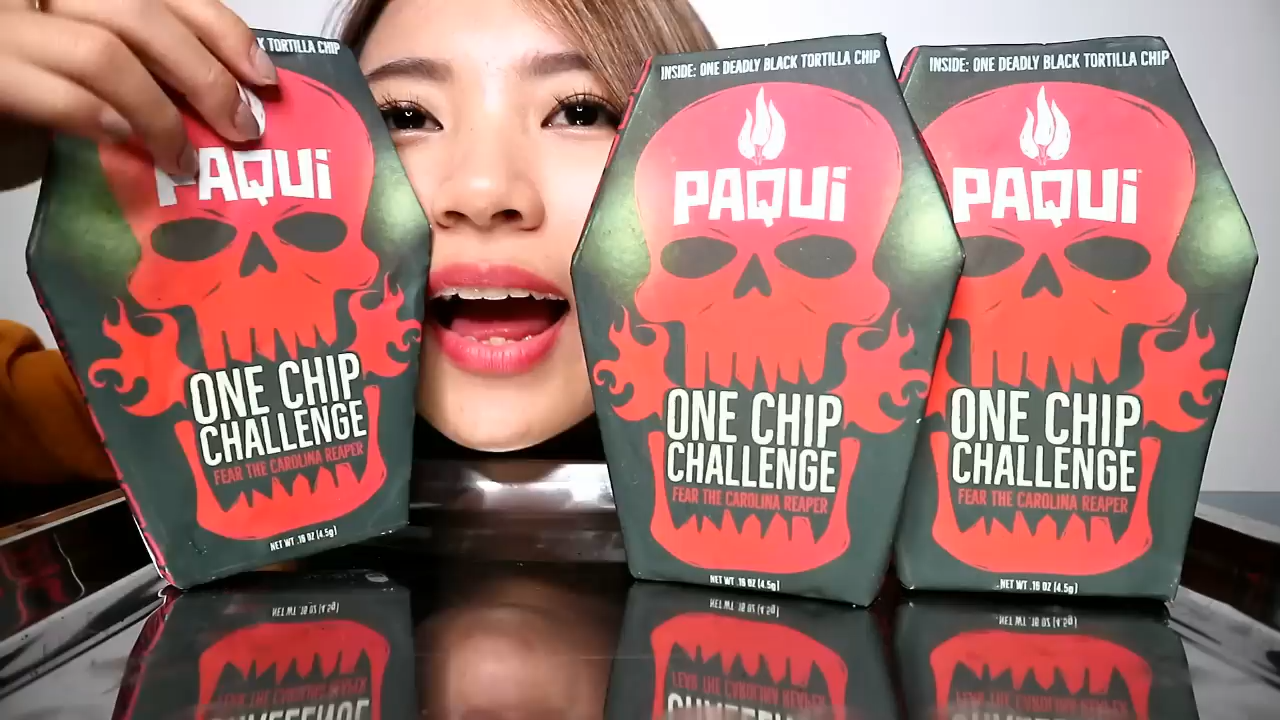 K TORTILLA CHIP
PAQUI
ONE CHIP
CHALLENGE
FEAR THE CAROLINA REAPER
NET WT .16 OZ (4.5g)
INSIDE: ONE DEADLY BLACK TORTILLA CHIP
PAQUI
ONE CHIP
CHALLENGE
FEAR THE CAROLINA REAPER
NET WT .16 OZ (4.5g)
INSIDE: ONE DEADLY BLACK TORTILLA CHIP
PAQUI
ONE CHIP
CHALLENGE
FEAR THE CAROLINA REAPER
NET WT .16 OZ (4.5g)